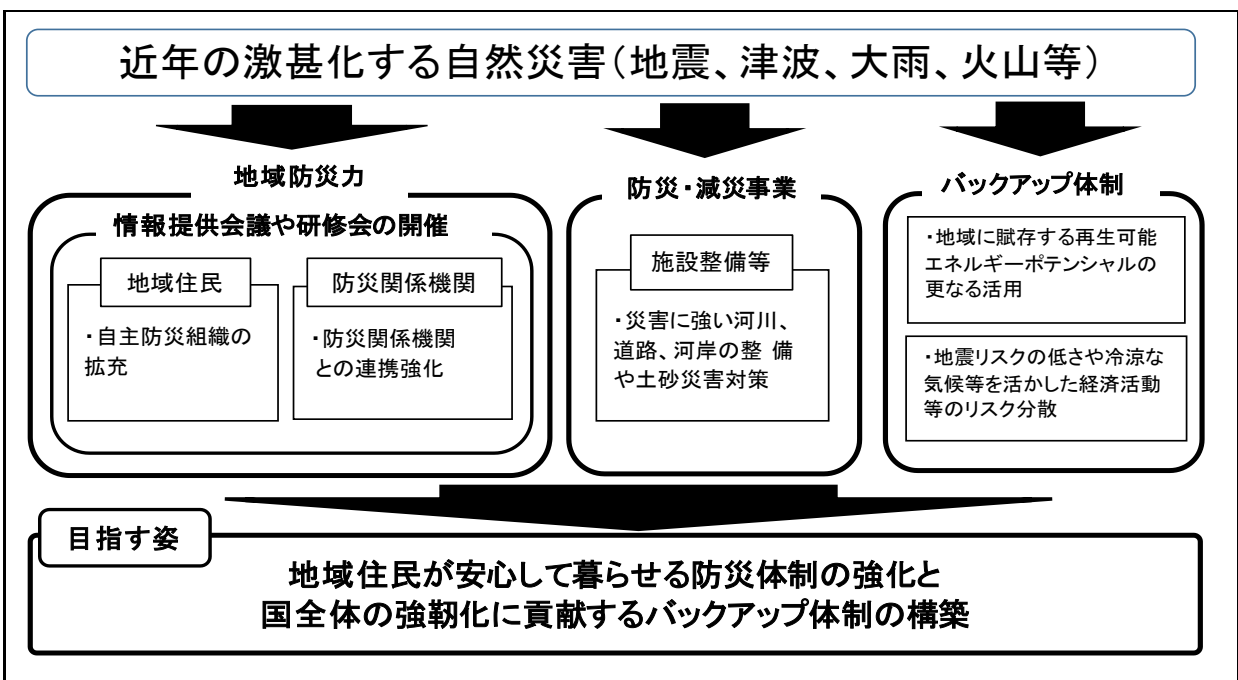 近年の激甚化する自然災害(地震、津波、大雨、火山等)
地域防災力
情報提供会議や研修会の開催
地域住民
・自主防災組織の
拡充
防災関係機関
・防災関係機関
との連携強化
防災・減災事業
施設整備等
・災害に強い河川、
道路、河岸の整 備
や土砂災害対策
バックアップ体制
・地域に賦存する再生可能
エネルギーポテンシャルの
更なる活用
・地震リスクの低さや冷涼な
気候等を活かした経済活動
等のリスク分散
目指す姿
地域住民が安心して暮らせる防災体制の強化と
国全体の強靭化に貢献するバックアップ体制の構築